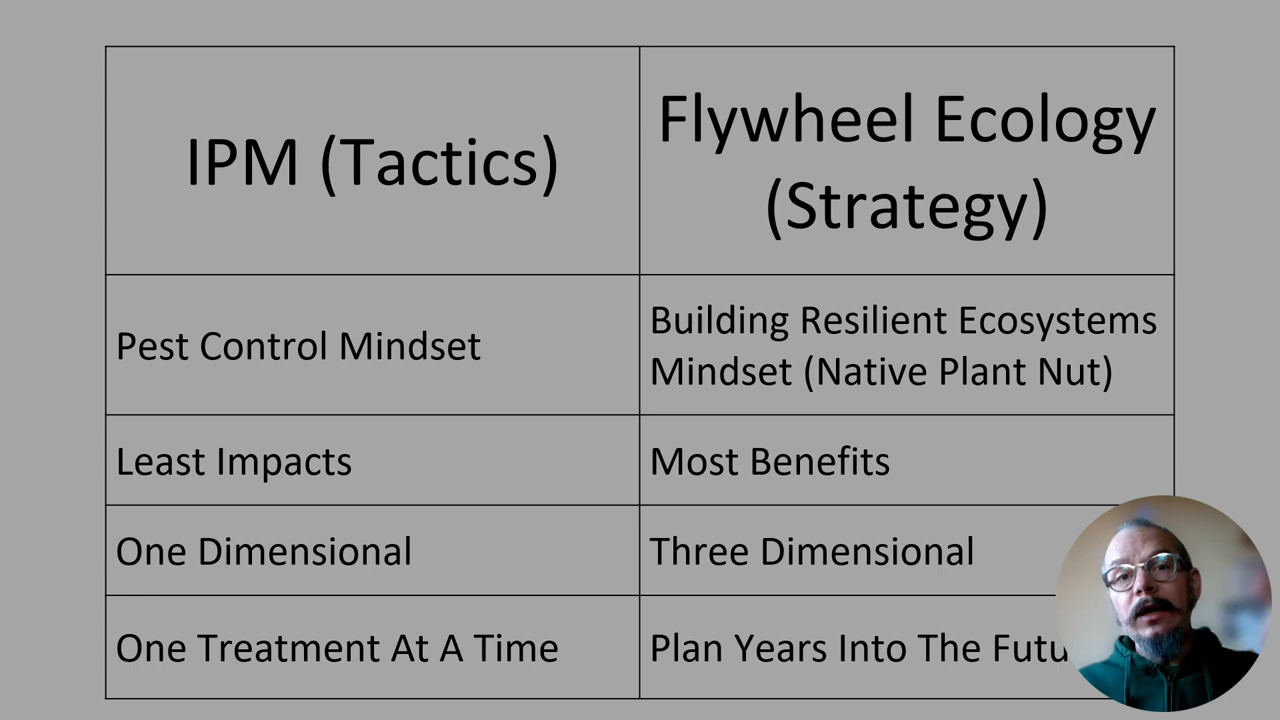 IPM (Tactics)
Flywheel Ecology
(Strategy)
Pest Control Mindset
Building Resilient Ecosystems
Mindset (Native Plant Nut)
Least Impacts
Most Benefits
One Dimensional
Three Dimensional
One Treatment At A Time
Plan Years Into The